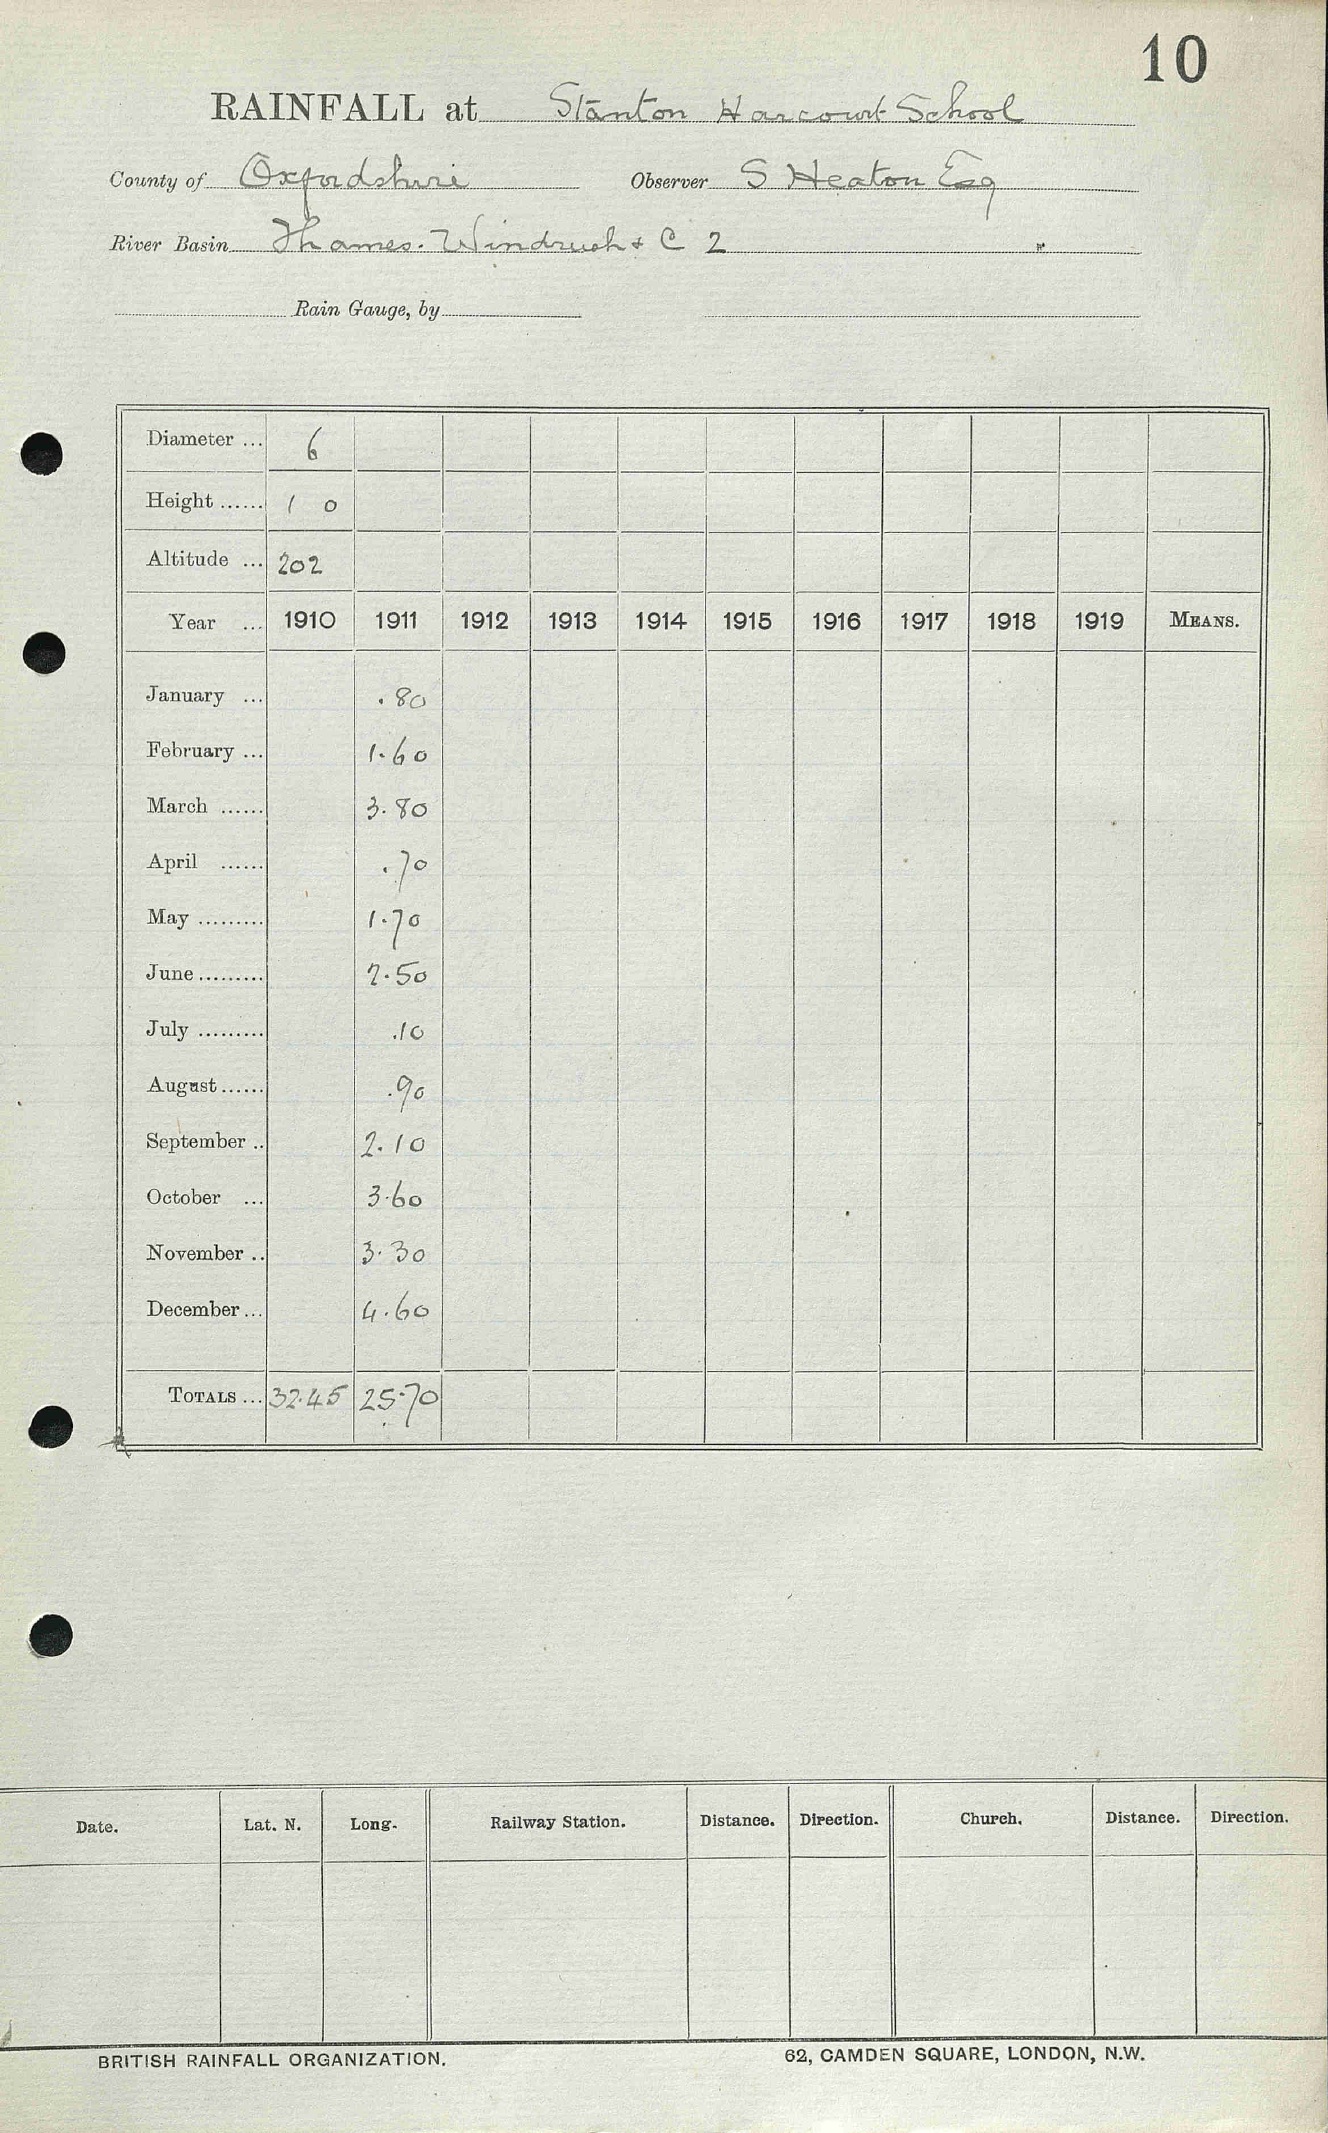 10
RAINFALL at Stanton Harcourt School
County of Oxfordshire Observer S Heaton Esq
River Basin Thames. Windrush & C 2
Rain Gauge, by
Diameter ... 6
Height ...... 1 0
Altitude ... 202
Year ... 1910 1911 1912 1913 1914 1915 1916 1917 1918 1919 MEANS.
January ... .80
February ... 1.60
March ...... 3.80
April ...... .70
May ......... 1.70
June ......... 2.50
July ......... .10
August ...... .90
September .. 2.10
October ... 3.60
November .. 3.30
December ... 4.60
TOTALS ... 32.45 25.70
Date. Lat. N. Long. Railway Station. Distance. Direction. Church. Distance. Direction.
BRITISH RAINFALL ORGANIZATION. 62, CAMDEN SQUARE, LONDON, N.W.